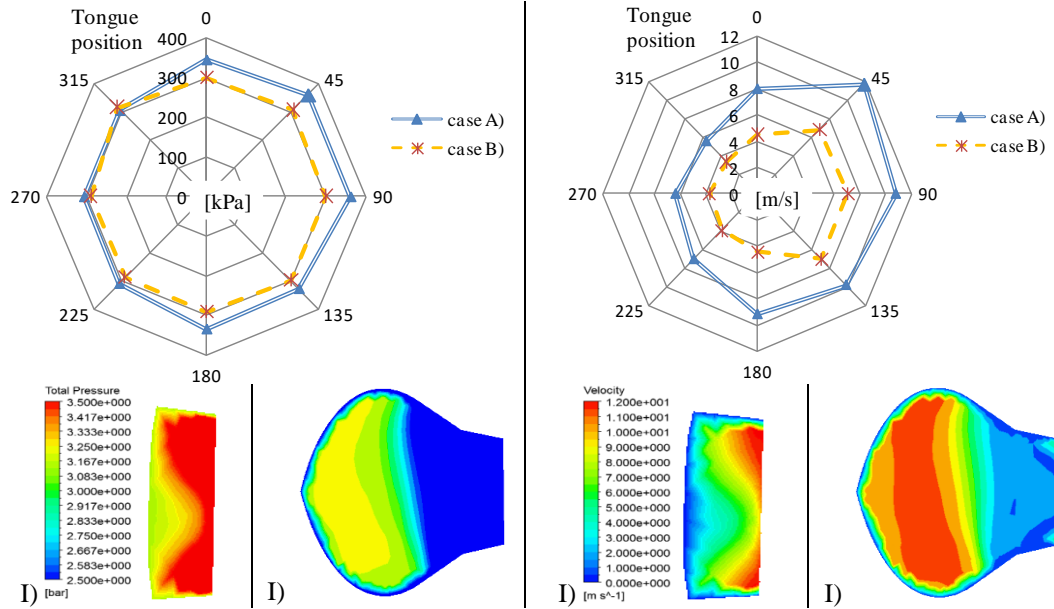 Tongue position
0
400
300
200
100
0
[kPa]
45
90
135
180
225
270
315
case A)
case B)
Tongue position
0
12
10
8
6
4
2
0
[m/s]
45
90
135
180
225
270
315
case A)
case B)
Total Pressure
3.500e+000
3.417e+000
3.333e+000
3.250e+000
3.167e+000
3.083e+000
3.000e+000
2.917e+000
2.833e+000
2.750e+000
2.667e+000
2.583e+000
2.500e+000
[bar]
I)
I)
Velocity
1.200e+001
1.100e+001
1.000e+001
9.000e+000
8.000e+000
7.000e+000
6.000e+000
5.000e+000
4.000e+000
3.000e+000
2.000e+000
1.000e+000
0.000e+000
[m s^-1]
I)
I)